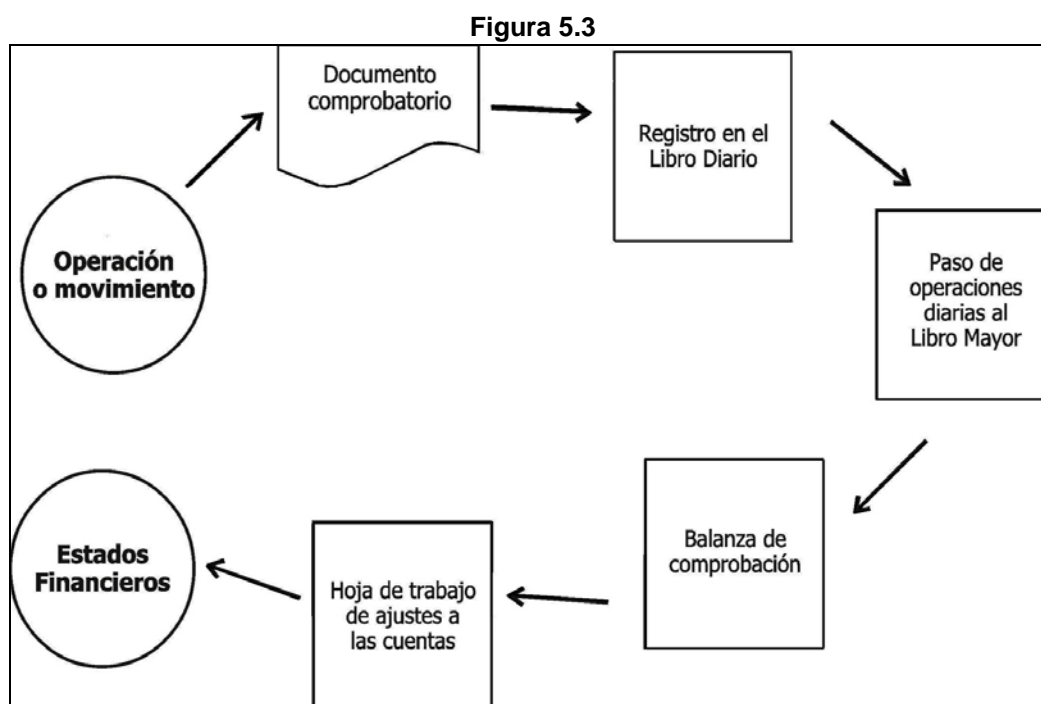 Figura 5.3
Documento
comprobatorio
Registro en el
Libro Diario
Operación
o movimiento
Paso de
operaciones
diarias al
Libro Mayor
Balanza de
comprobación
Hoja de trabajo
de ajustes a
las cuentas
Estados
Financieros